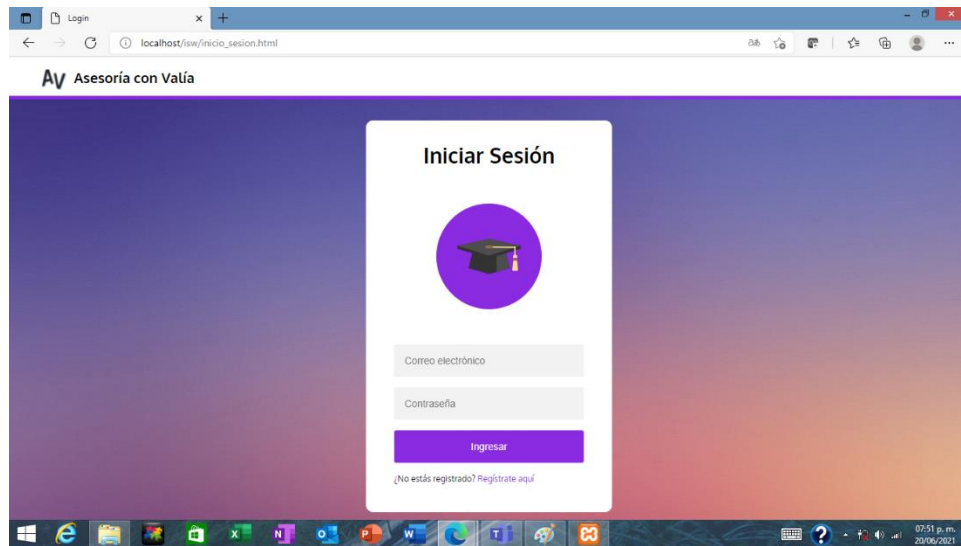 Login
localhost/isw/inicio_sesion.html
AV Asesoría con Valía
Iniciar Sesión
Correo electrónico
Contraseña
Ingresar
¿No estás registrado? Regístrate aquí
07:51 p. m.
20/06/2021